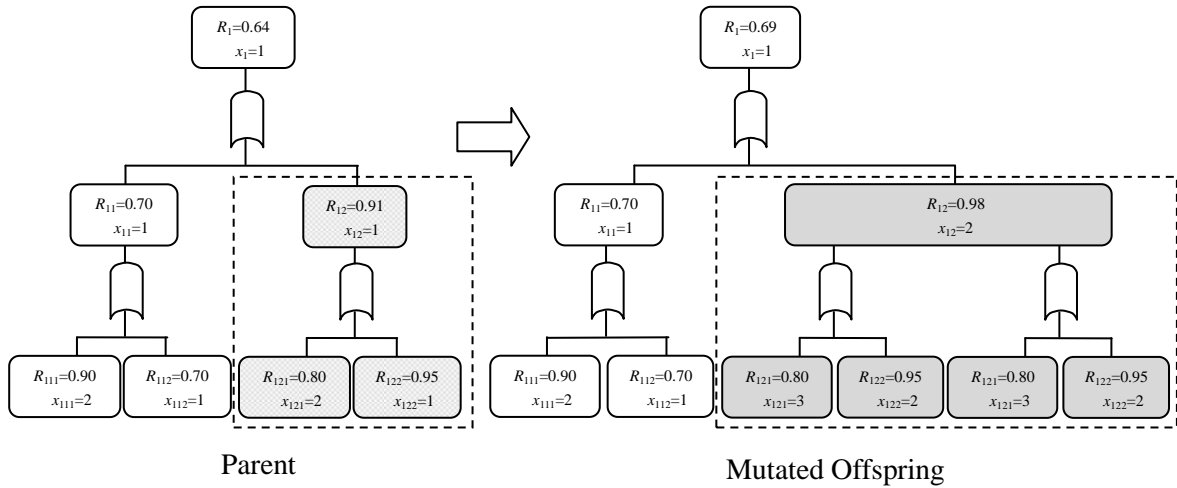 R1=0.64
x1=1
R11=0.70
x11=1
R12=0.91
x12=1
R111=0.90
x111=2
R112=0.70
x112=1
R121=0.80
x121=2
R122=0.95
x122=1
Parent
R1=0.69
x1=1
R11=0.70
x11=1
R12=0.98
x12=2
R111=0.90
x111=2
R112=0.70
x112=1
R121=0.80
x121=3
R122=0.95
x122=2
R121=0.80
x121=3
R122=0.95
x122=2
Mutated Offspring